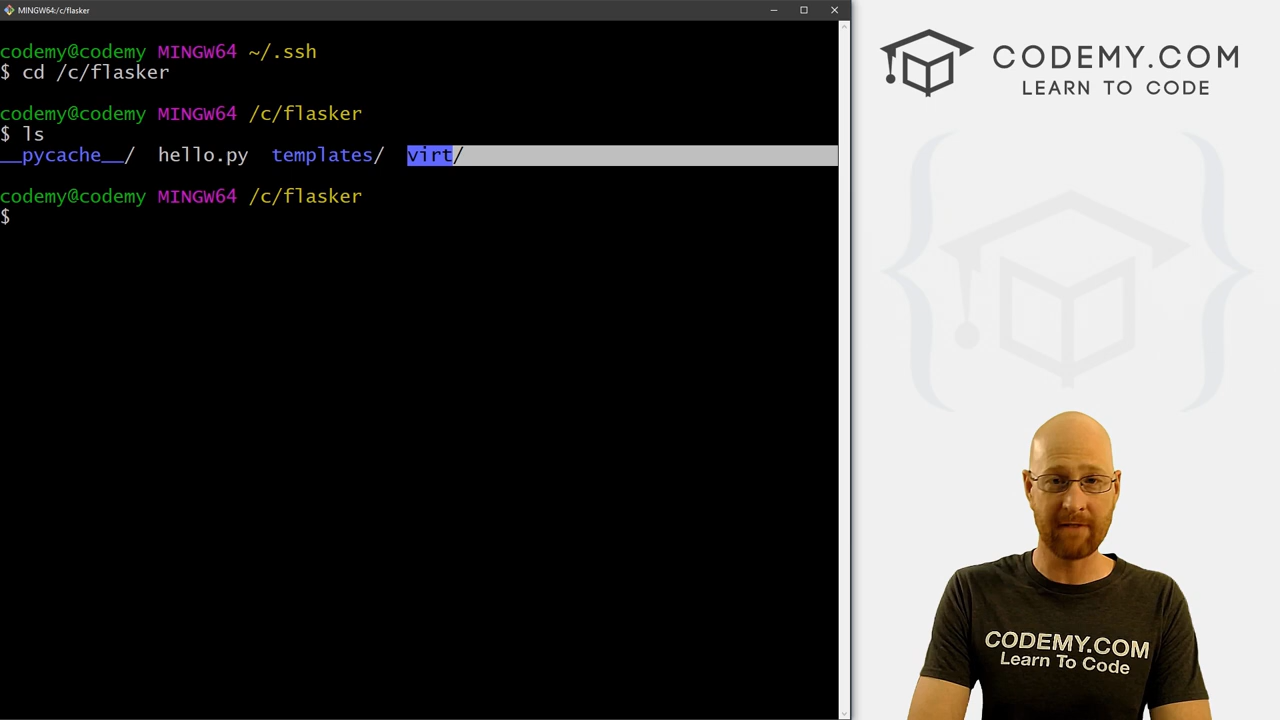 MINGW64:/c/flasker
codemy@codemy MINGW64 ~/.ssh
$ cd /c/flasker
codemy@codemy MINGW64 /c/flasker
$ ls
__pycache__/ hello.py templates/ virt/
codemy@codemy MINGW64 /c/flasker
$
CODEMY.COM
LEARN TO CODE
CODEMY.COM
Learn To Code